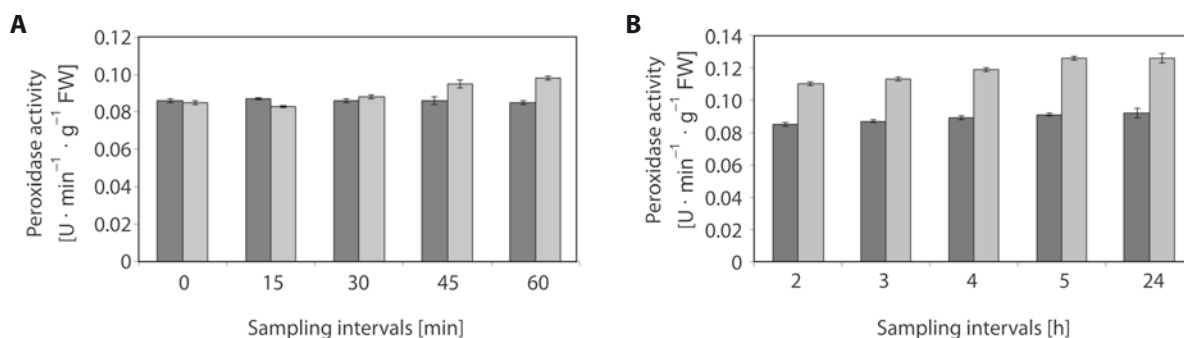 A
Peroxidase activity
[U · min⁻¹ · g⁻¹ FW]
0.12
0.10
0.08
0.06
0.04
0.02
0
0 15 30 45 60
Sampling intervals [min]
B
Peroxidase activity
[U · min⁻¹ · g⁻¹ FW]
0.14
0.12
0.10
0.08
0.06
0.04
0.02
0
2 3 4 5 24
Sampling intervals [h]